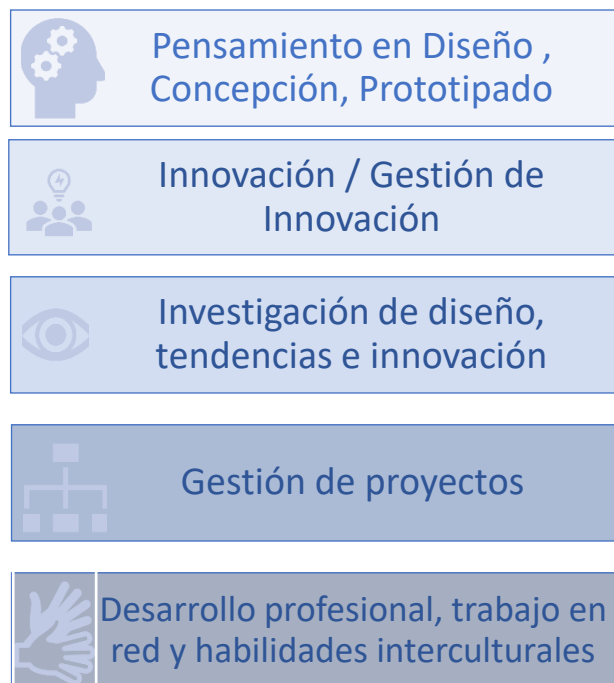 Pensamiento en Diseño ,
Concepción, Prototipado
Innovación / Gestión de
Innovación
Investigación de diseño,
tendencias e innovación
Gestión de proyectos
Desarrollo profesional, trabajo en
red y habilidades interculturales